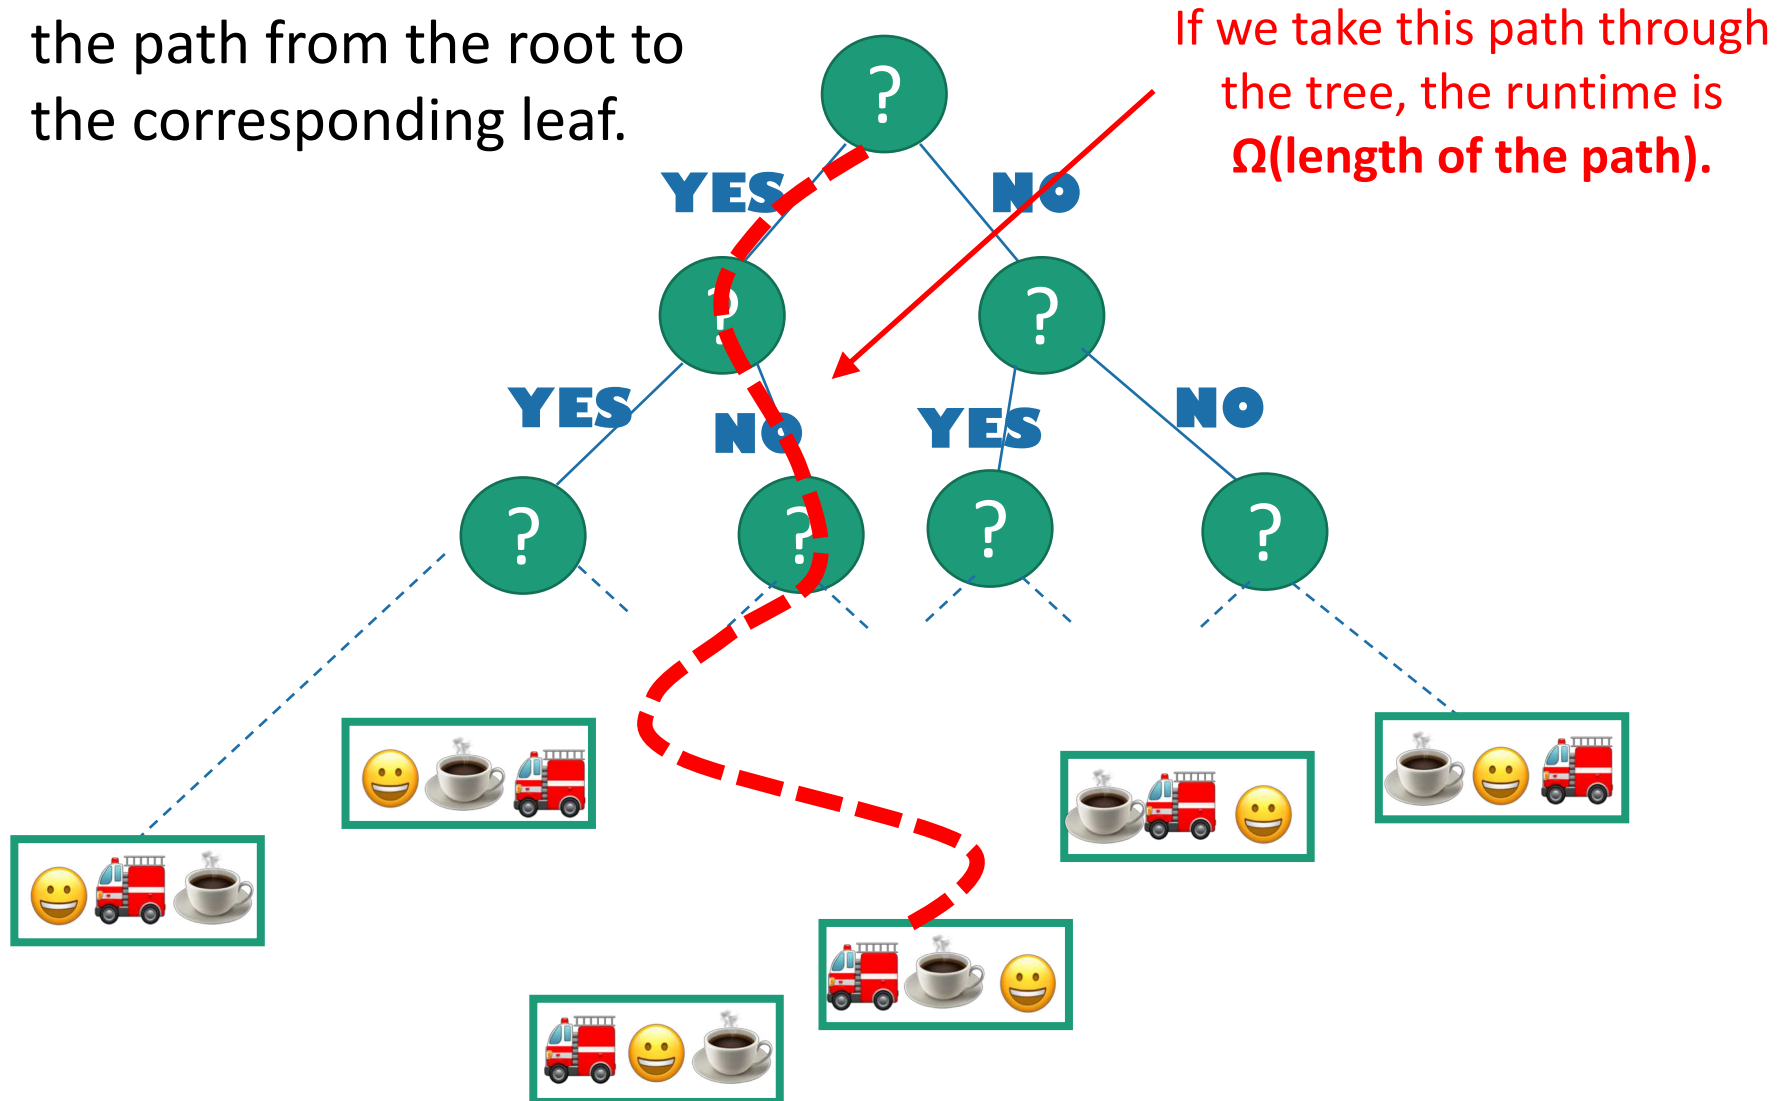 the path from the root to
the corresponding leaf.
If we take this path through
the tree, the runtime is
Ω(length of the path).
?
YES
NO
?
?
YES
NO
YES
NO
?
?
?
?